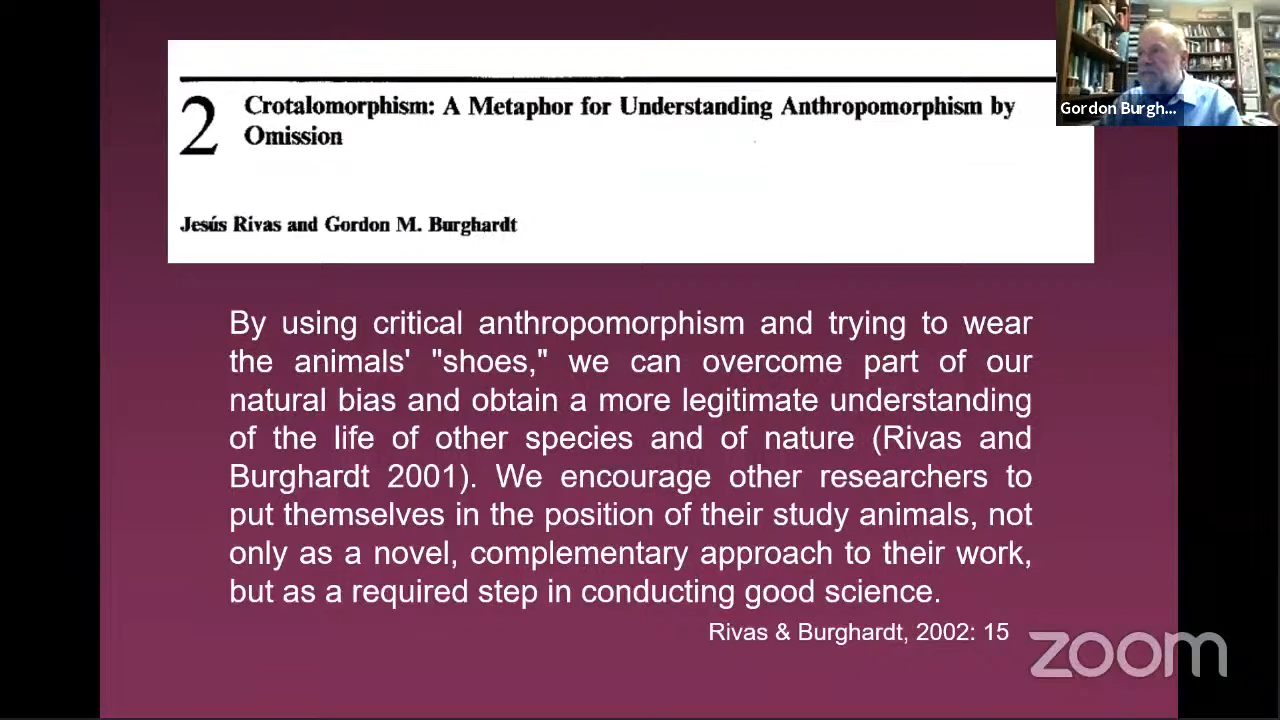 2
Crotalomorphism: A Metaphor for Understanding Anthropomorphism by
Omission
Jesús Rivas and Gordon M. Burghardt
Gordon Burgh...
By using critical anthropomorphism and trying to wear
the animals' "shoes," we can overcome part of our
natural bias and obtain a more legitimate understanding
of the life of other species and of nature (Rivas and
Burghardt 2001). We encourage other researchers to
put themselves in the position of their study animals, not
only as a novel, complementary approach to their work,
but as a required step in conducting good science.
Rivas & Burghardt, 2002: 15
zoom